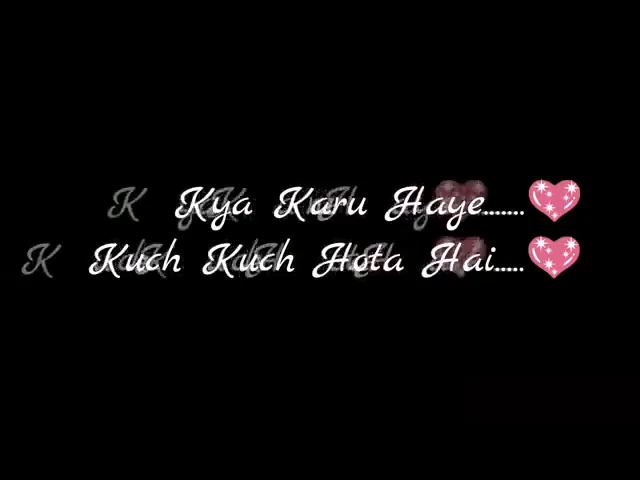 Kya Karu Haye.......💖
Kuch Kuch Hota Hai.....💖